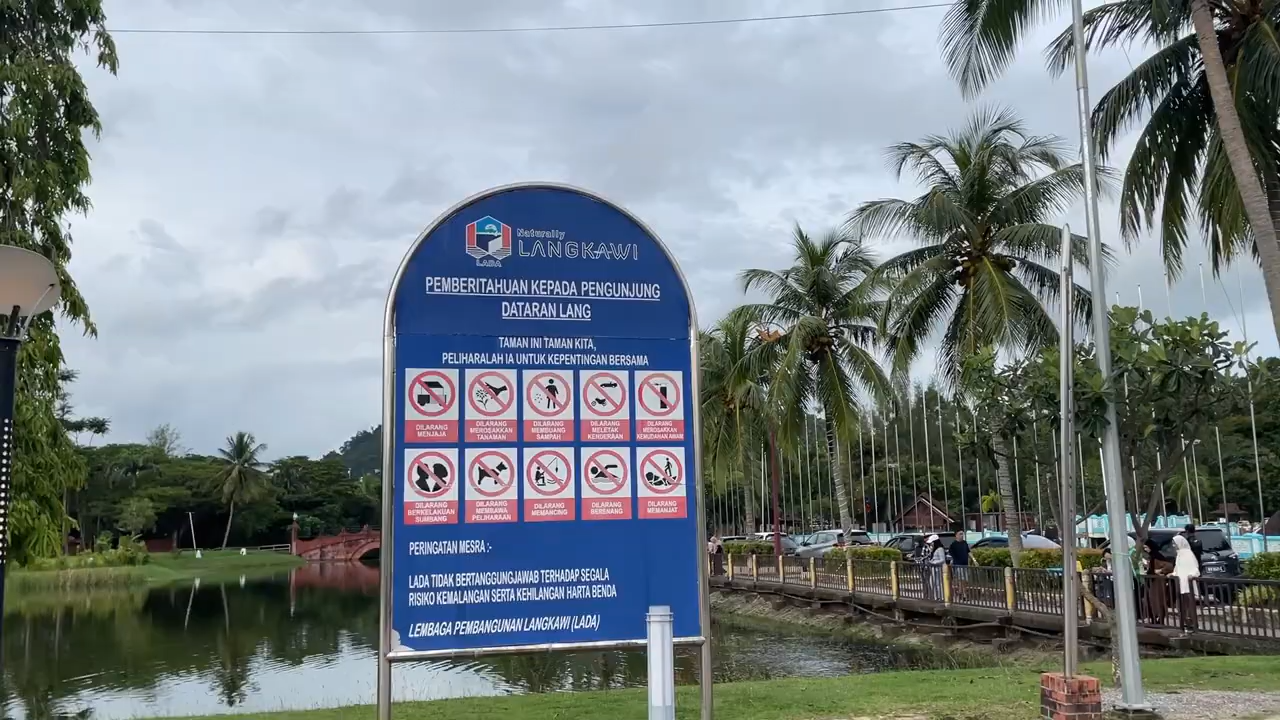 LADA
Naturally
LANGKAWI
PEMBERITAHUAN KEPADA PENGUNJUNG
DATARAN LANG
TAMAN INI TAMAN KITA,
PELIHARALAH IA UNTUK KEPENTINGAN BERSAMA
DILARANG MENJAJA
DILARANG MEROSAKKAN TANAMAN
DILARANG MEMBUANG SAMPAH
DILARANG MELETAK KENDERAAN
DILARANG MEROSAKKAN KEMUDAHAN AWAM
DILARANG BERKELAKUAN SUMBANG
DILARANG MEMBAWA PELIHARAAN
DILARANG MEMANCING
DILARANG BERENANG
DILARANG MEMANJAT
PERINGATAN MESRA :-
LADA TIDAK BERTANGGUNGJAWAB TERHADAP SEGALA
RISIKO KEMALANGAN SERTA KEHILANGAN HARTA BENDA
LEMBAGA PEMBANGUNAN LANGKAWI (LADA)